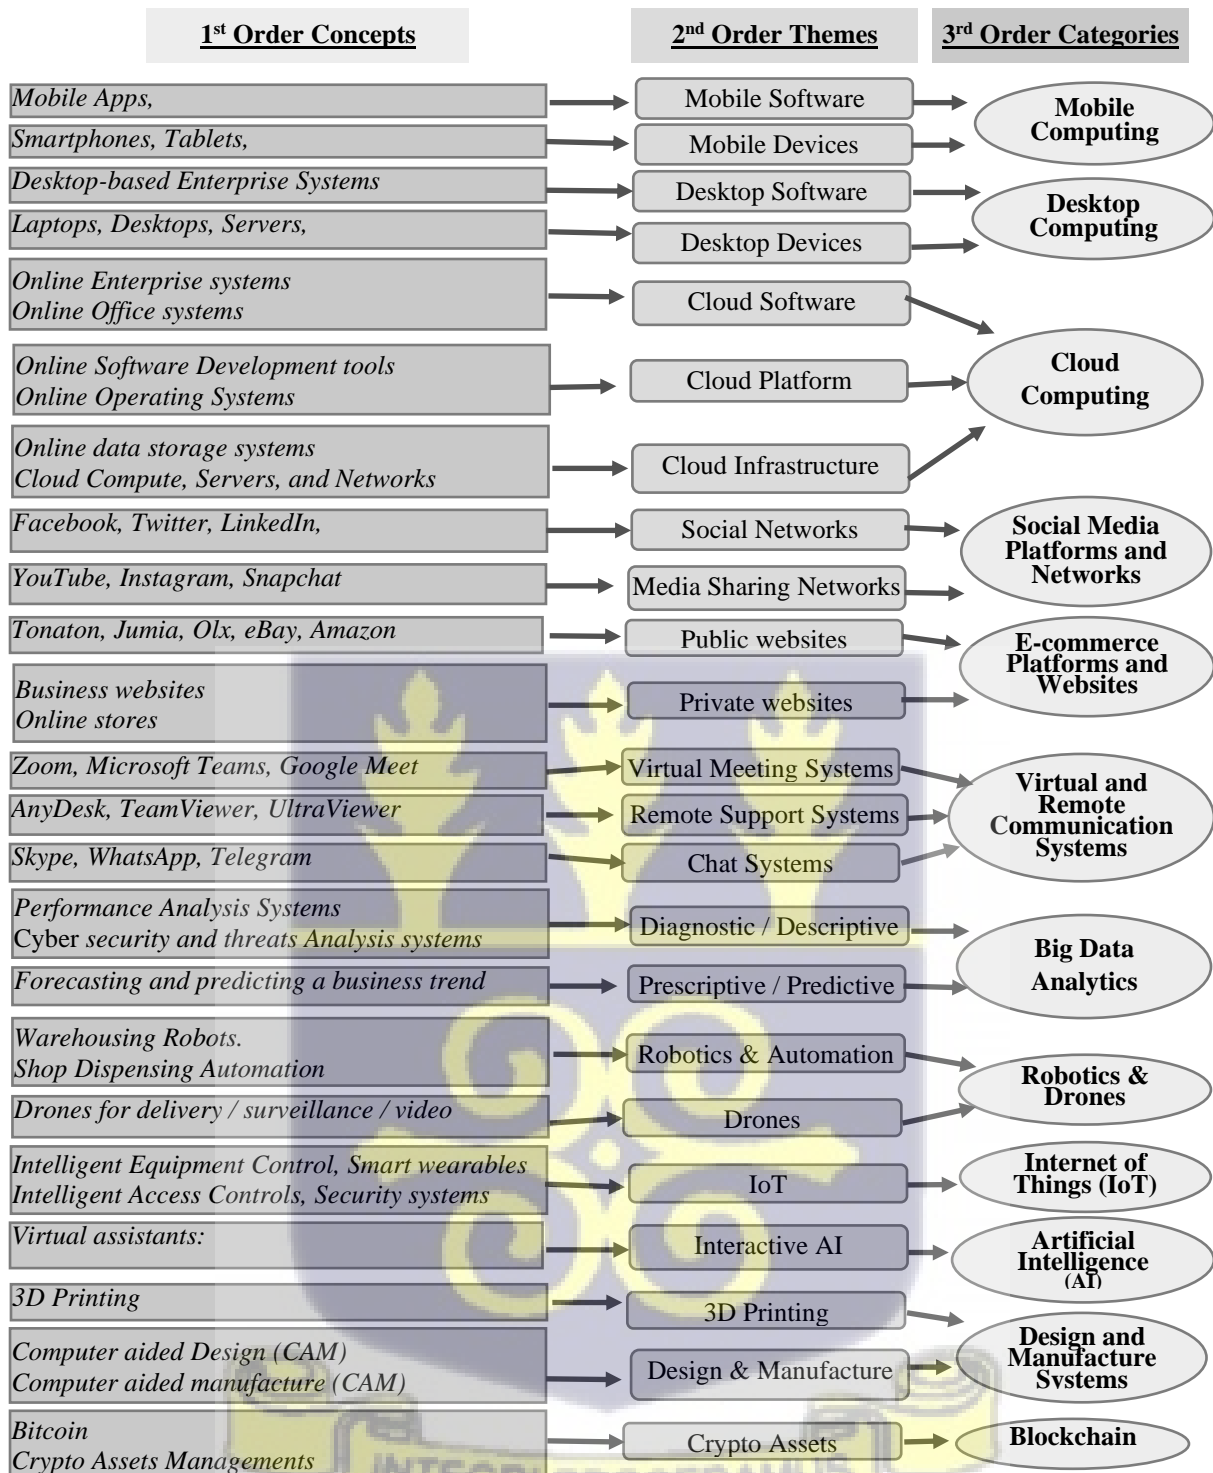 1st Order Concepts 2nd Order Themes 3rd Order Categories
Mobile Apps,
Mobile Software
Mobile
Computing
Smartphones, Tablets,
Mobile Devices
Desktop-based Enterprise Systems
Desktop Software
Desktop
Computing
Laptops, Desktops, Servers,
Desktop Devices
Online Enterprise systems
Online Office systems
Cloud Software
Online Software Development tools
Online Operating Systems
Cloud Platform
Cloud
Computing
Online data storage systems
Cloud Compute, Servers, and Networks
Cloud Infrastructure
Facebook, Twitter, LinkedIn,
Social Networks
Social Media
Platforms and
Networks
YouTube, Instagram, Snapchat
Media Sharing Networks
Tonaton, Jumia, Olx, eBay, Amazon
Public websites
E-commerce
Platforms and
Websites
Business websites
Online stores
Private websites
Zoom, Microsoft Teams, Google Meet
Virtual Meeting Systems
Virtual and
Remote
Communication
Systems
AnyDesk, TeamViewer, UltraViewer
Remote Support Systems
Skype, WhatsApp, Telegram
Chat Systems
Performance Analysis Systems
Cyber security and threats Analysis systems
Diagnostic / Descriptive
Big Data
Analytics
Forecasting and predicting a business trend
Prescriptive / Predictive
Warehousing Robots.
Shop Dispensing Automation
Robotics & Automation
Robotics &
Drones
Drones for delivery / surveillance / video
Drones
Intelligent Equipment Control, Smart wearables
Intelligent Access Controls, Security systems
IoT
Internet of
Things (IoT)
Virtual assistants:
Interactive AI
Artificial
Intelligence
(AI)
3D Printing
3D Printing
Design and
Manufacture
Systems
Computer aided Design (CAM)
Computer aided manufacture (CAM)
Design & Manufacture
Bitcoin
Crypto Assets Managements
Crypto Assets
Blockchain